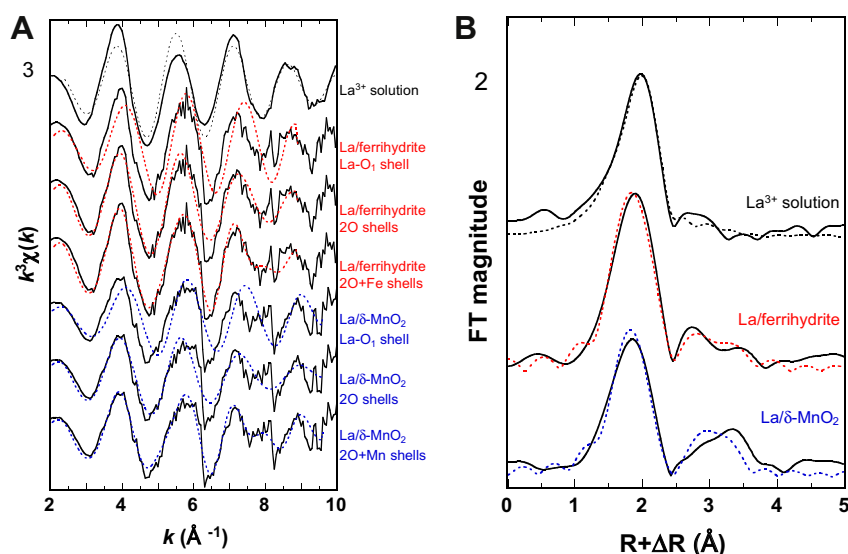 A
3
La³⁺ solution
La/ferrihydrite
La-O₁ shell
La/ferrihydrite
2O shells
La/ferrihydrite
2O+Fe shells
La/δ-MnO₂
La-O₁ shell
La/δ-MnO₂
2O shells
La/δ-MnO₂
2O+Mn shells
k³χ(k)
2 4 6 8 10
k (Å ⁻¹)
B
2
La³⁺ solution
La/ferrihydrite
La/δ-MnO₂
FT magnitude
0 1 2 3 4 5
R+ΔR (Å)